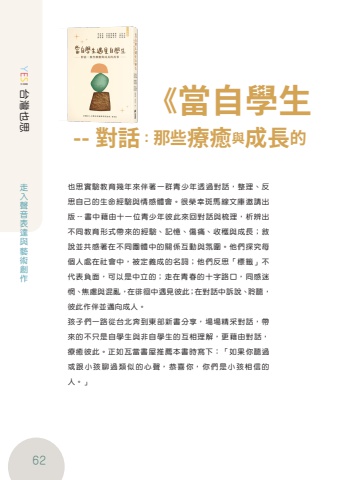 當自學生遇見自學生
YES! 台灣也思
走入聲音表達與藝術創作
《當自學生
-- 對話：那些療癒與成長的
也思實驗教育幾年來伴著一群青少年透過對話，整理、反
思自己的生命經驗與情感體會。很榮幸斑馬線文庫邀請出
版 -- 書中藉由十一位青少年彼此來回對話與梳理，析辨出
不同教育形式帶來的經驗、記憶、傷痛、收穫與成長；敘
說並共感著在不同團體中的關係互動與氛圍。他們探究每
個人處在社會中，被定義成的名詞；他們反思「標籤」不
代表負面，可以是中立的；走在青春的十字路口，同感迷
惘、焦慮與混亂，在徘徊中遇見彼此；在對話中訴說、聆聽，
彼此作伴並邁向成人。
孩子們一路從台北奔到東部新書分享，場場精采對話，帶
來的不只是自學生與非自學生的互相理解，更藉由對話，
療癒彼此。正如瓦當書屋推薦本書時寫下：「如果你聽過
或跟小孩聊過類似的心聲，恭喜你，你們是小孩相信的
人。」
62